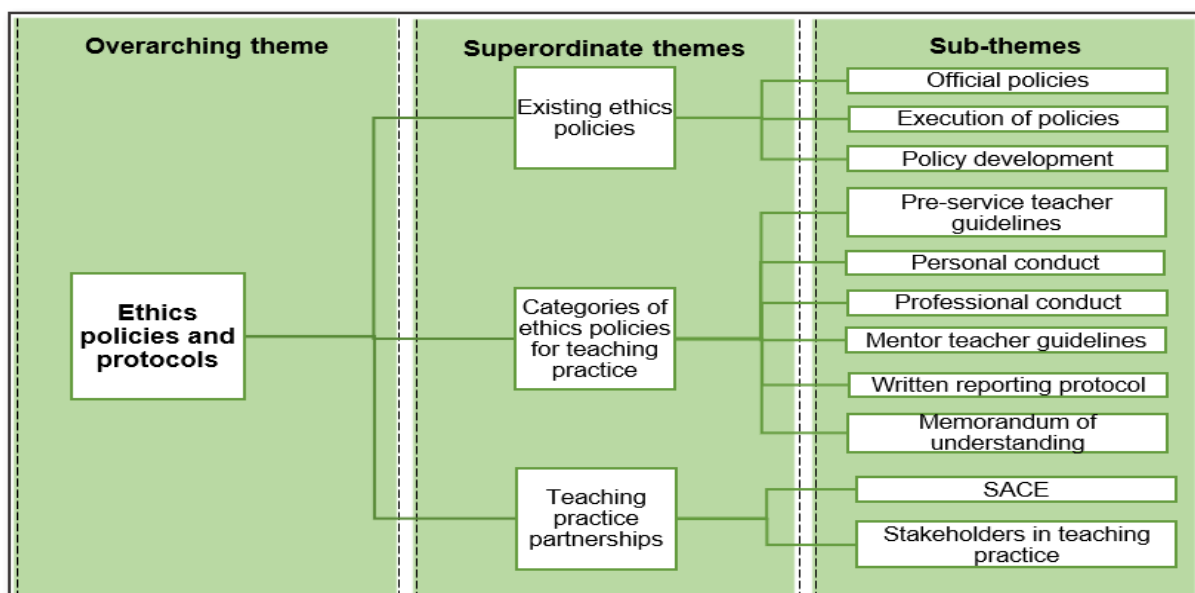 Overarching theme
Superordinate themes
Sub-themes
Ethics
policies and
protocols
Existing ethics
policies
Categories of
ethics policies
for teaching
practice
Teaching
practice
partnerships
Official policies
Execution of policies
Policy development
Pre-service teacher
guidelines
Personal conduct
Professional conduct
Mentor teacher guidelines
Written reporting protocol
Memorandum of
understanding
SACE
Stakeholders in teaching
practice